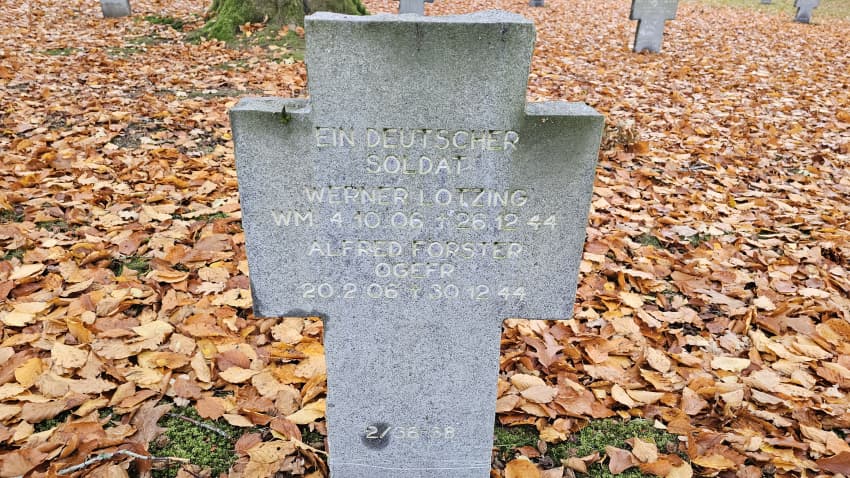 EIN DEUTSCHER
SOLDAT
WERNER LOTZING
WM. 4.10.06 † 26.12.44
ALFRED FORSTER
OGEFR.
20.2.06 † 30.12.44
2/36-38